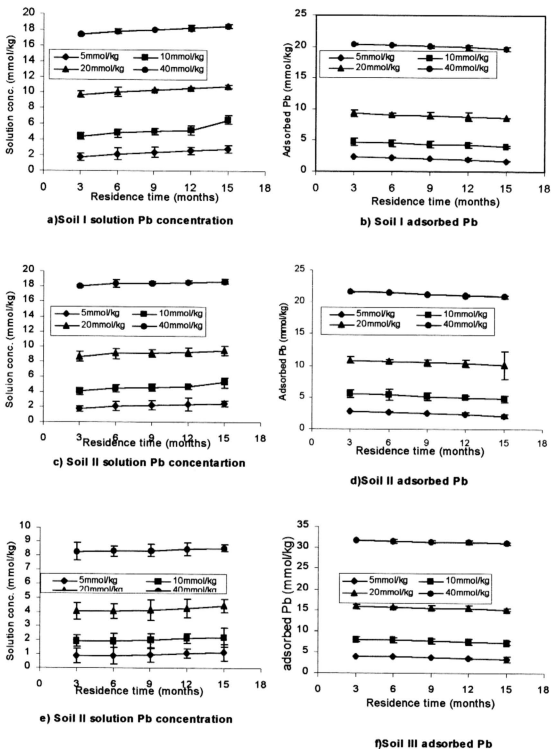 Solution conc. (mmol/kg)
20
18
16
14
12
10
8
6
4
2
0
5mmol/kg 10mmol/kg
20mmol/kg 40mmol/kg
0 3 6 9 12 15 18
Residence time (months)
a)Soil I solution Pb concentration
Adsorbed Pb (mmol/kg)
25
20
15
10
5
0
5mmol/kg 10mmol/kg
20mmol/kg 40mmol/kg
0 3 6 9 12 15 18
Residence time (months)
b) Soil I adsorbed Pb
Soluion conc. (mmol/kg)
20
18
16
14
12
10
8
6
4
2
0
5mmol/kg 10mmol/kg
20mmol/kg 40mmol/kg
0 3 6 9 12 15 18
Residence time (months)
c) Soil II solution Pb concentartion
Adsorbed Pb (mmol/kg)
25
20
15
10
5
0
5mmol/kg 10mmol/kg
20mmol/kg 40mmol/kg
0 3 6 9 12 15 18
Residence time (months)
d)Soil II adsorbed Pb
Solution conc. (mmol/kg)
10
9
8
7
6
5
4
3
2
1
0
5mmol/kg 10mmol/kg
20mmol/kg 40mmol/kg
0 3 6 9 12 15 18
Residence time (months)
e) Soil II solution Pb concentration
adsorbed Pb (mmol/kg)
35
30
25
20
15
10
5
0
5mmol/kg 10mmol/kg
20mmol/kg 40mmol/kg
0 3 6 9 12 15 18
Residence time (months)
f)Soil III adsorbed Pb